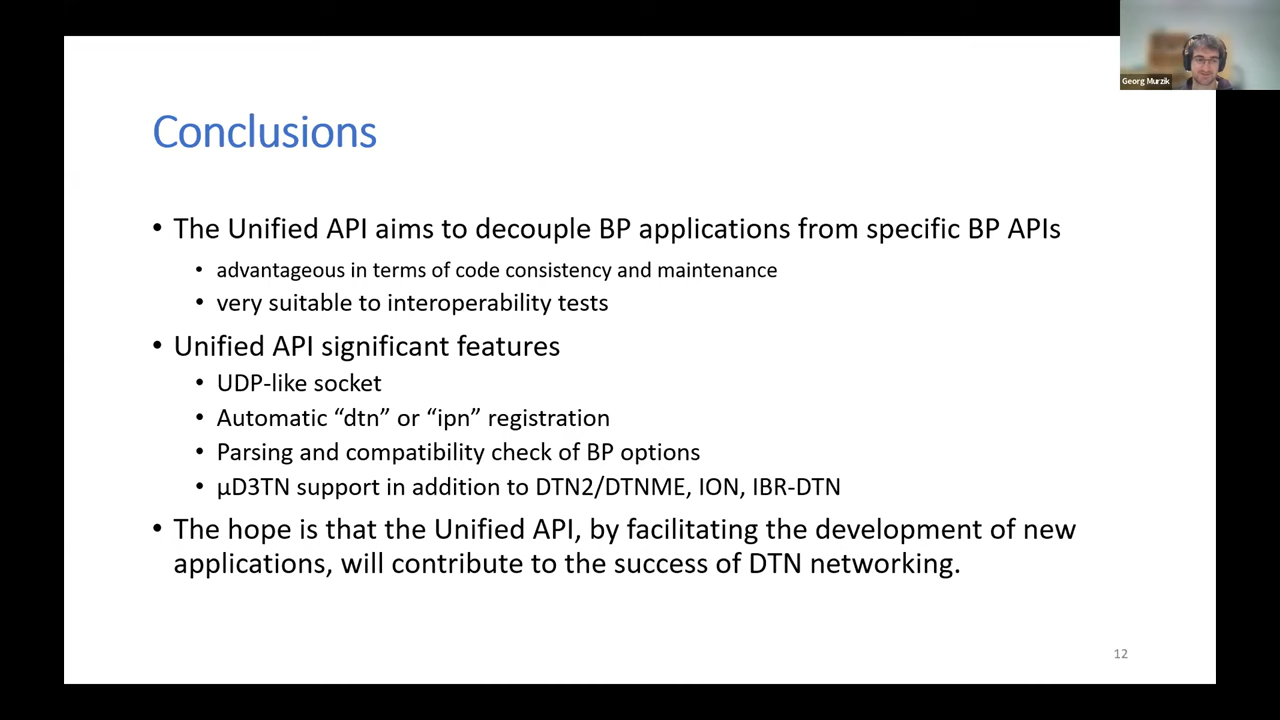 Georg Murzik
Conclusions
• The Unified API aims to decouple BP applications from specific BP APIs
• advantageous in terms of code consistency and maintenance
• very suitable to interoperability tests
• Unified API significant features
• UDP-like socket
• Automatic “dtn” or “ipn” registration
• Parsing and compatibility check of BP options
• µD3TN support in addition to DTN2/DTNME, ION, IBR-DTN
• The hope is that the Unified API, by facilitating the development of new
applications, will contribute to the success of DTN networking.
12